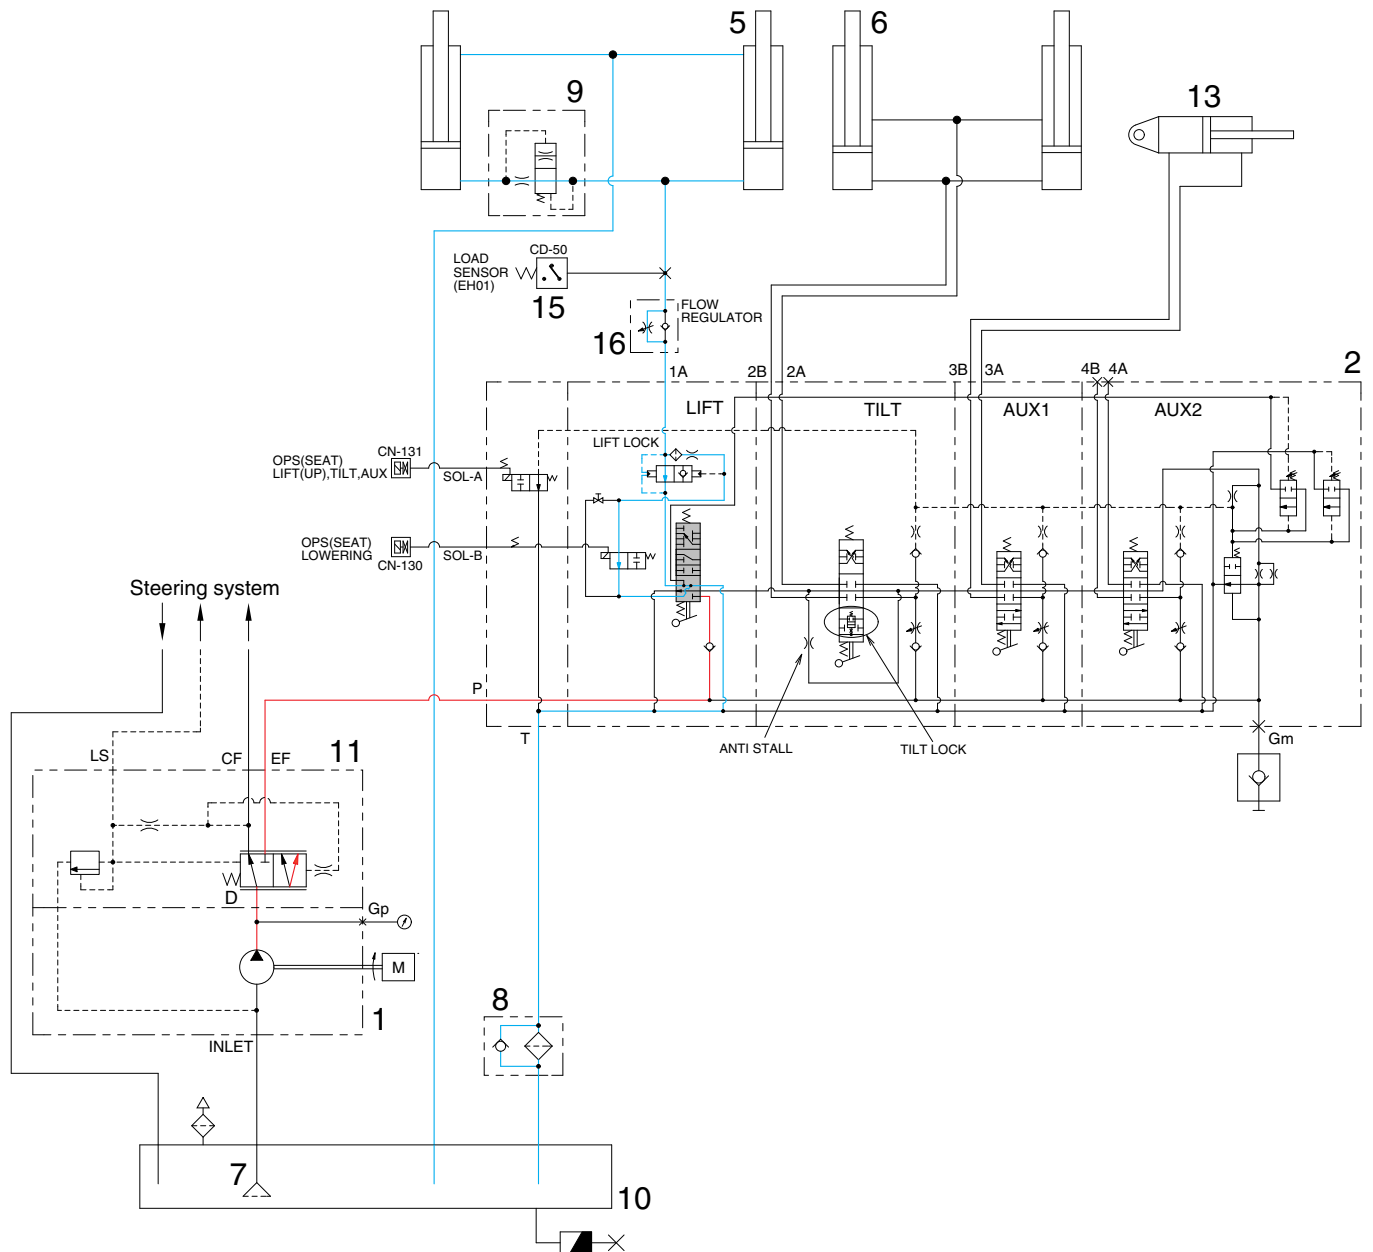 5
6
9
13
CD-50
LOAD
SENSOR
(EH01)
15
FLOW
REGULATOR
16
1A
2B
2A
3B
3A
4B
4A
2
LIFT
TILT
AUX1
AUX2
LIFT LOCK
CN-131
OPS(SEAT)
LIFT(UP),TILT,AUX
SOL-A
OPS(SEAT)
LOWERING
CN-130
SOL-B
Steering system
P
T
ANTI STALL
TILT LOCK
Gm
LS
CF
EF
11
D
Gp
M
1
INLET
8
7
10